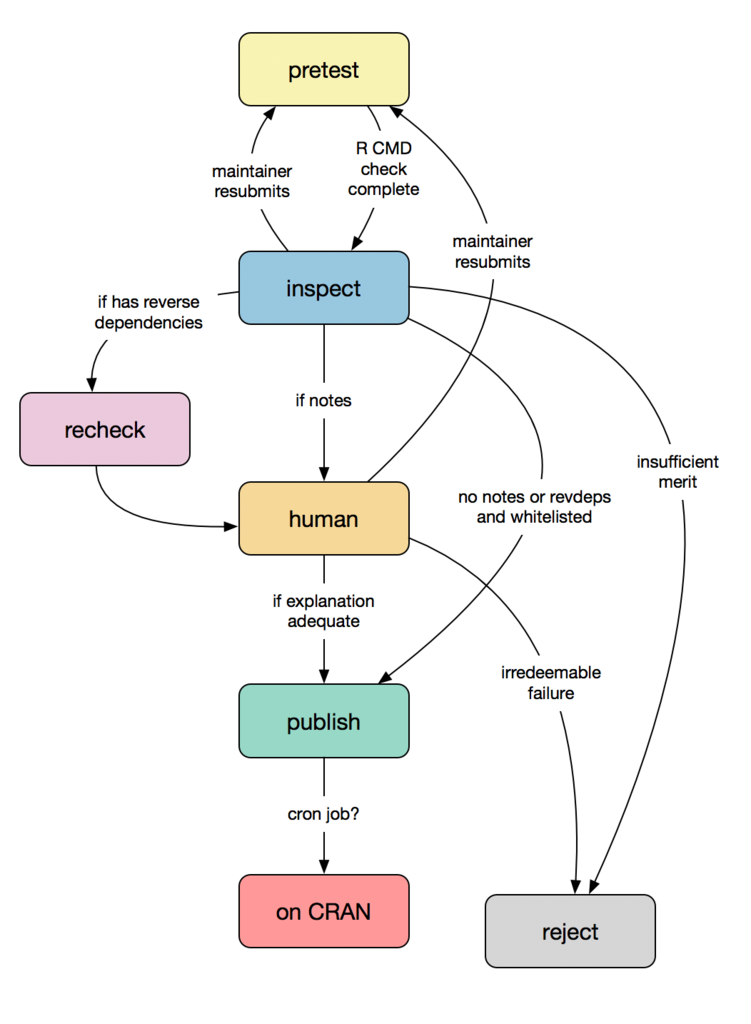 pretest
R CMD
check
complete
maintainer
resubmits
maintainer
resubmits
inspect
if has reverse
dependencies
if notes
recheck
insufficient
merit
no notes or revdeps
and whitelisted
human
if explanation
adequate
irredeemable
failure
publish
cron job?
on CRAN
reject